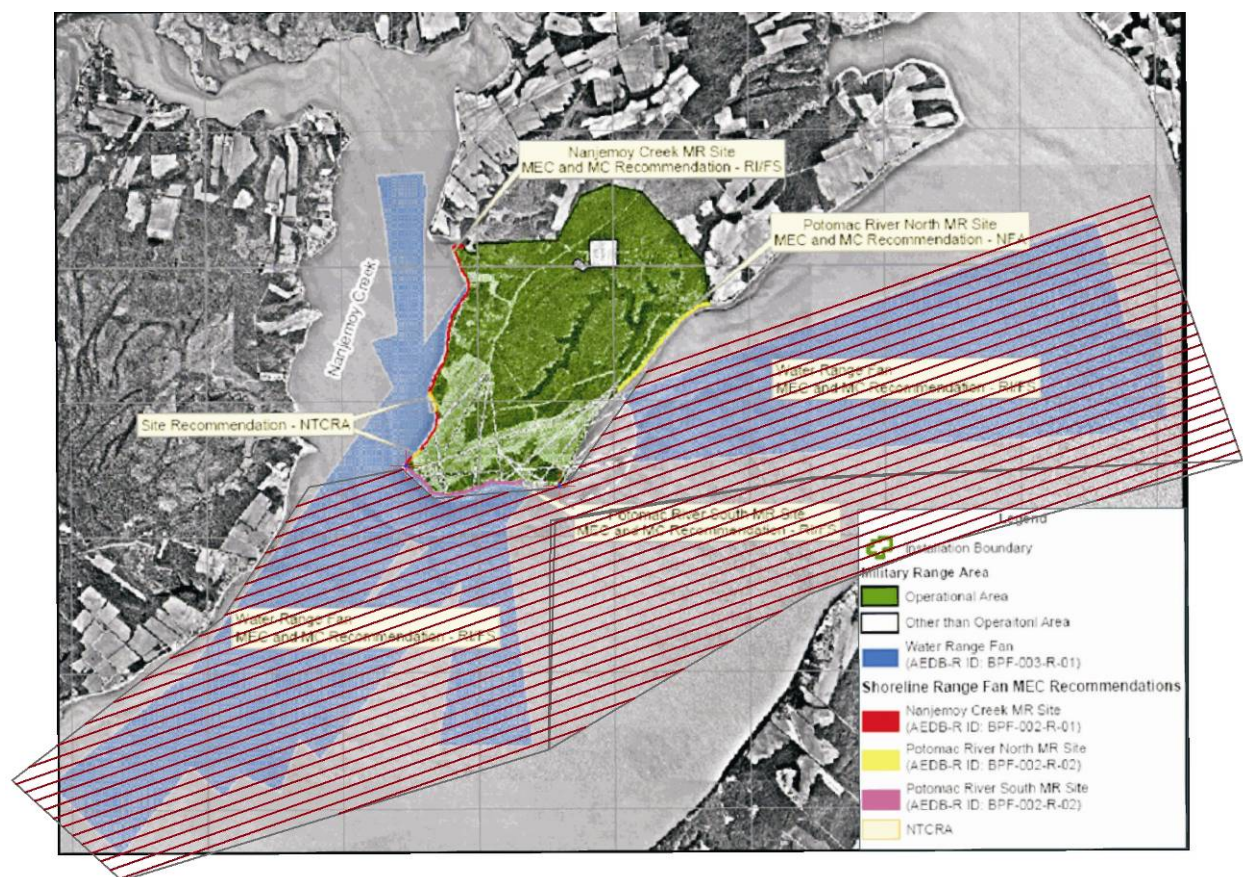 Nanjemoy Creek MR Site
MEC and MC Recommendation - RI/FS
Potomac River North MR Site
MEC and MC Recommendation - NFA
Nanjemoy Creek
Water Range Fan
MEC and MC Recommendation - RI/FS
Site Recommendation - NTCRA
Potomac River South MR Site
MEC and MC Recommendation - RI/FS
Water Range Fan
MEC and MC Recommendation - RI/FS
Legend
Installation Boundary
Military Range Area
Operational Area
Other than Operaitonl Area
Water Range Fan
(AEDB-R ID: BPF-003-R-01)
Shoreline Range Fan MEC Recommendations
Nanjemoy Creek MR Site
(AEDB-R ID: BPF-002-R-01)
Potomac River North MR Site
(AEDB-R ID: BPF-002-R-02)
Potomac River South MR Site
(AEDB-R ID: BPF-002-R-02)
NTCRA